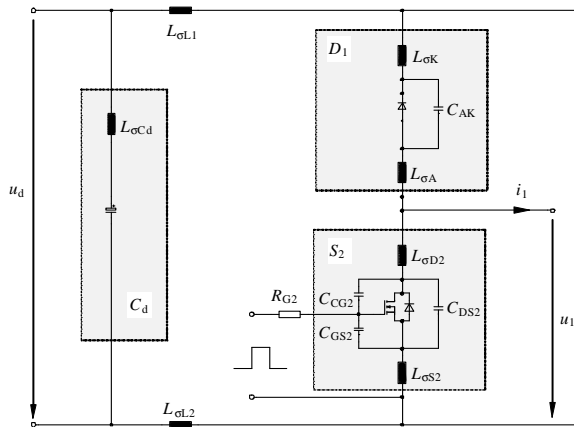 LσL1
D1
LσK
CAK
LσCd
LσA
ud
i1
S2
LσD2
RG2
CCG2
CDS2
Cd
CGS2
u1
LσS2
LσL2